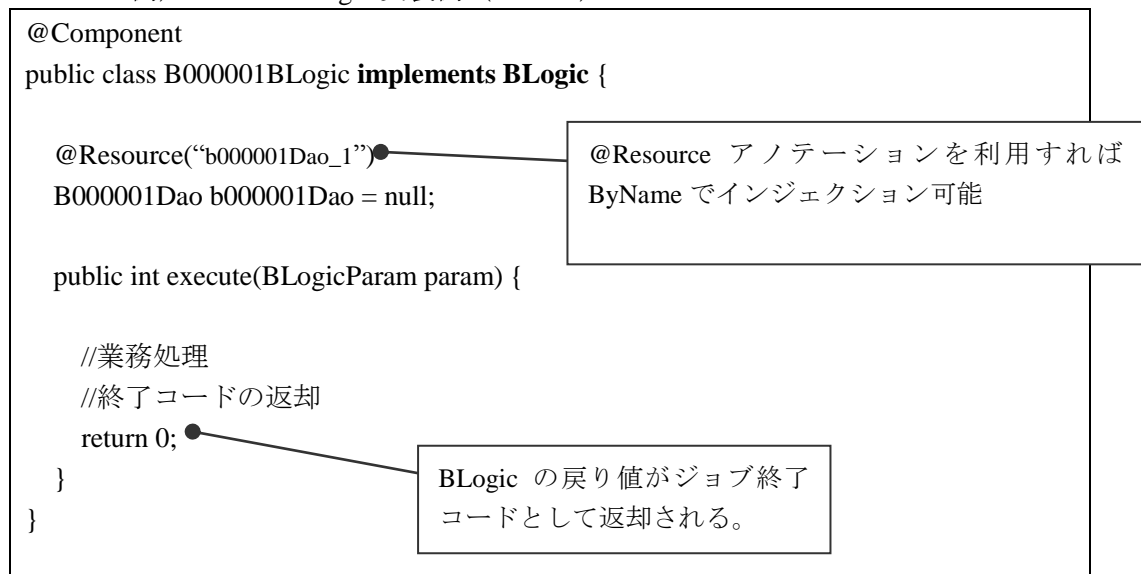 @Component
public class B000001BLogic implements BLogic {
@Resource(“b000001Dao_1”)
B000001Dao b000001Dao = null;
@Resource アノテーションを利用すれば
ByName でインジェクション可能
public int execute(BLogicParam param) {
//業務処理
//終了コードの返却
return 0;
}
}
BLogic の戻り値がジョブ終了
コードとして返却される。